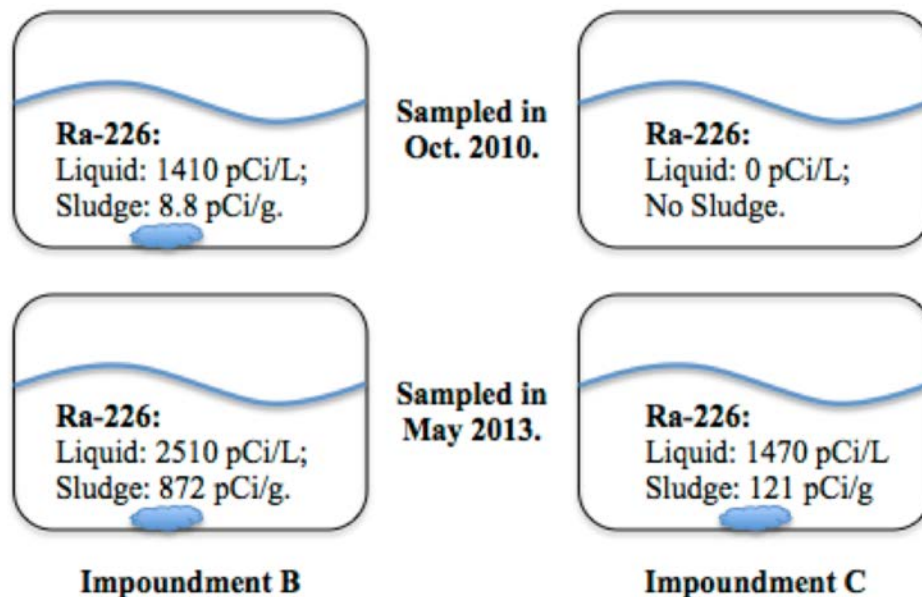 Ra-226:
Liquid: 1410 pCi/L;
Sludge: 8.8 pCi/g.
Sampled in
Oct. 2010.
Ra-226:
Liquid: 0 pCi/L;
No Sludge.
Ra-226:
Liquid: 2510 pCi/L;
Sludge: 872 pCi/g.
Sampled in
May 2013.
Ra-226:
Liquid: 1470 pCi/L
Sludge: 121 pCi/g
Impoundment B
Impoundment C